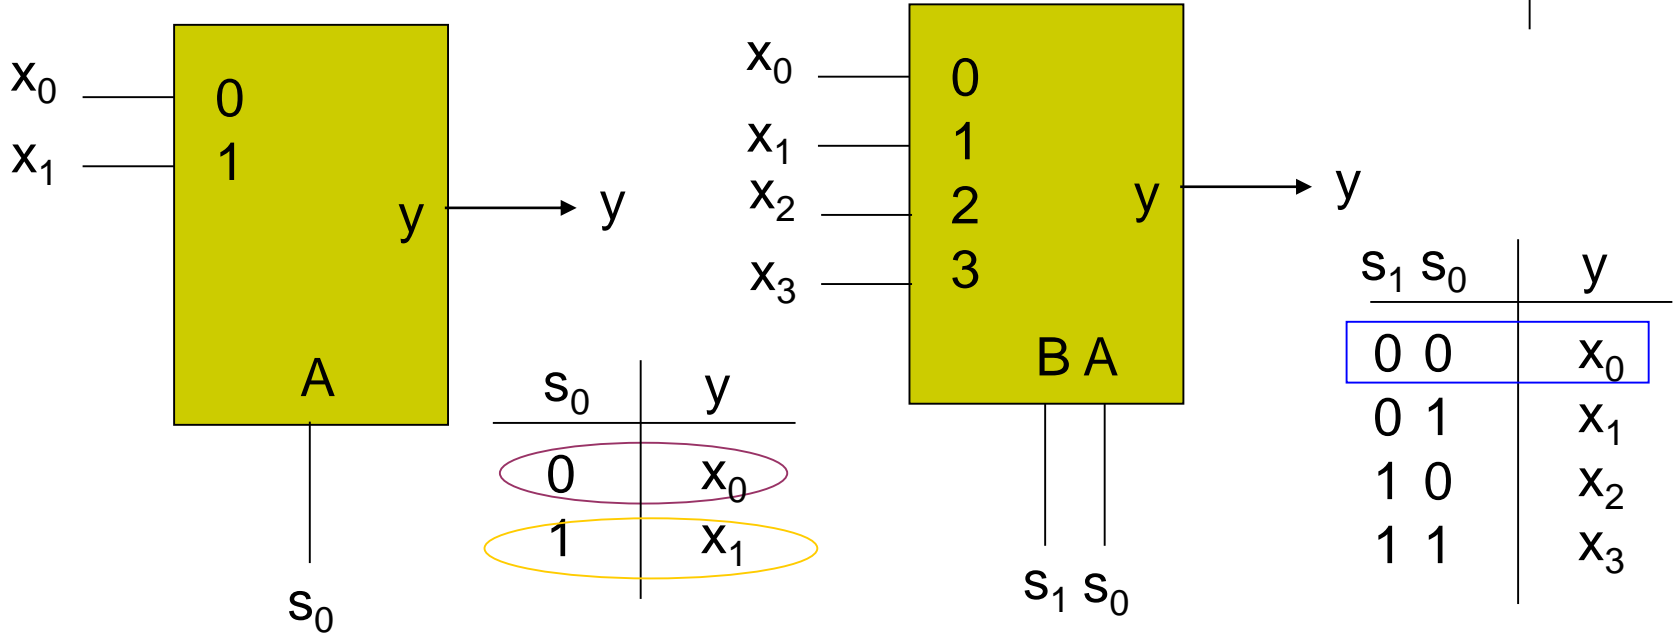 x₀ 0
x₁ 1
y y
A
s₀
s₀ y
0 x₀
1 x₁
x₀ 0
x₁ 1
x₂ 2
x₃ 3
y y
B A
s₁ s₀
s₁ s₀ y
0 0 x₀
0 1 x₁
1 0 x₂
1 1 x₃